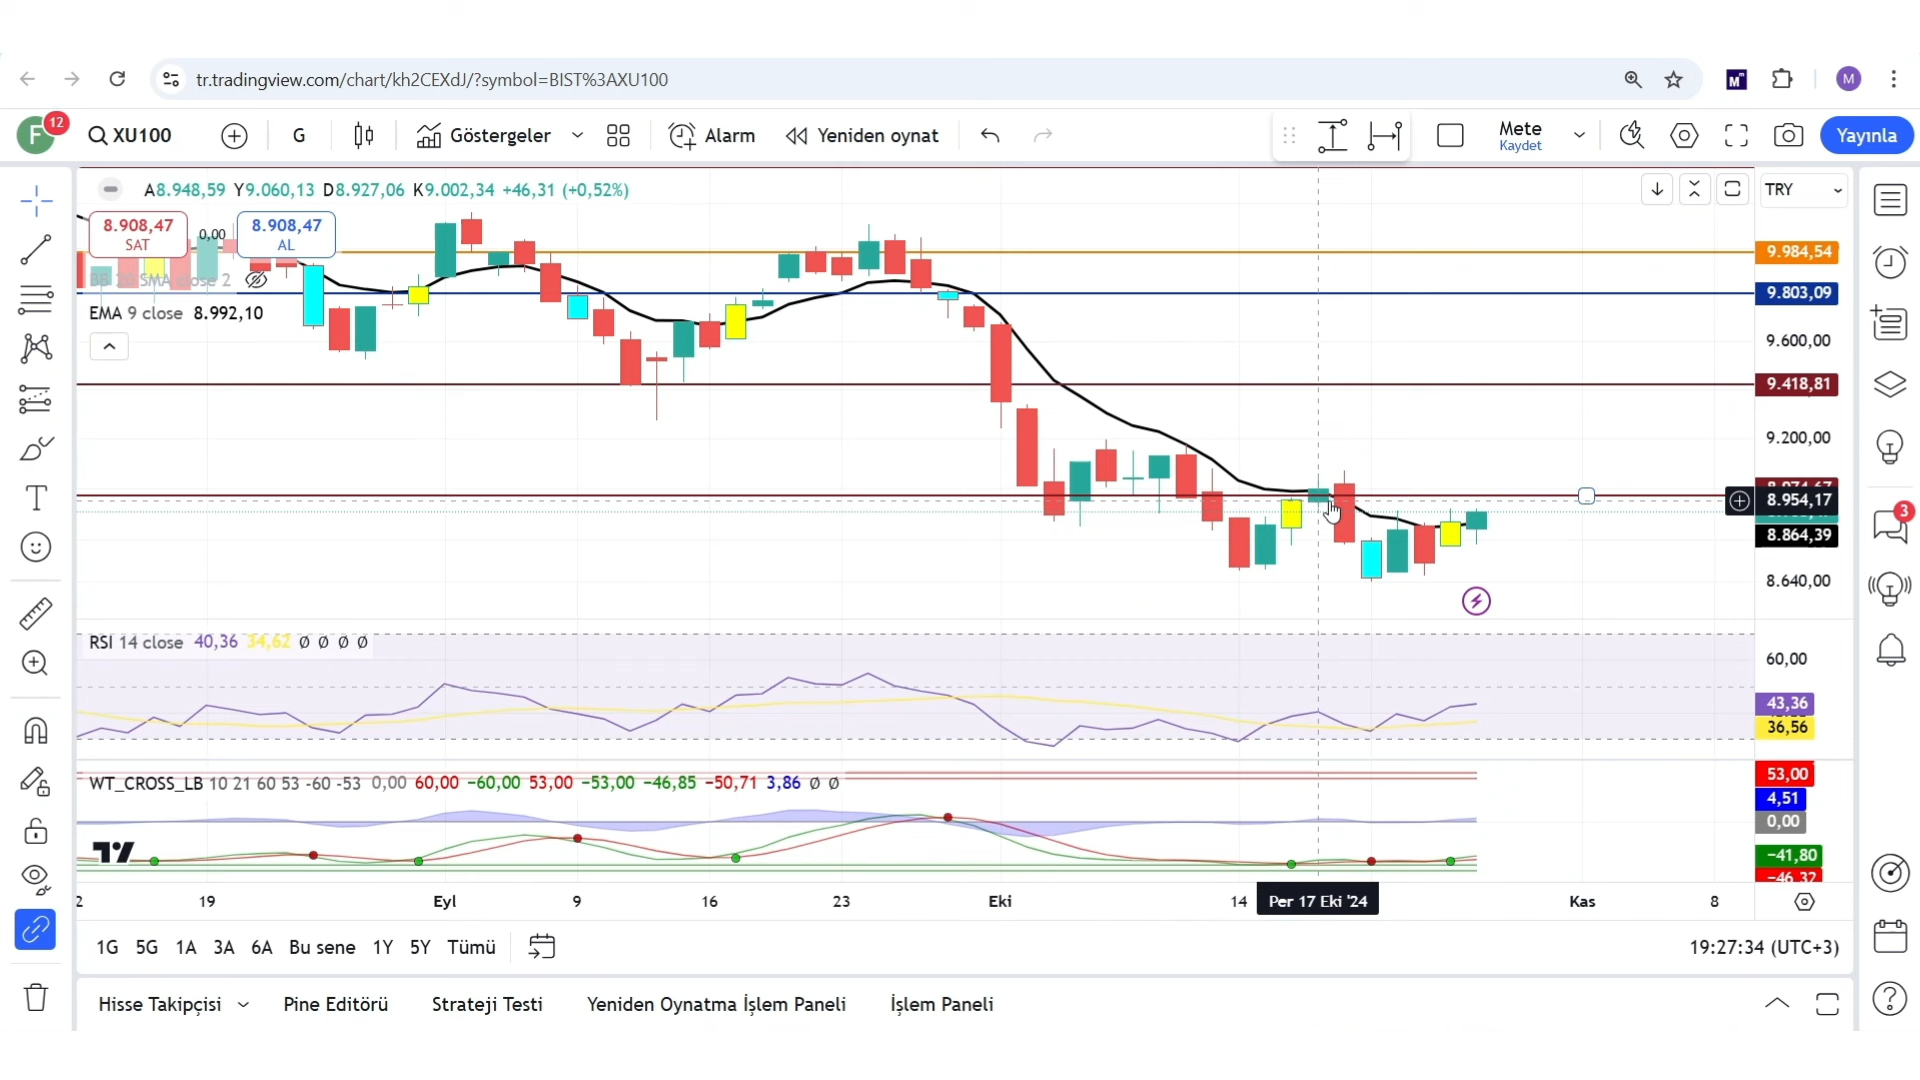 tr.tradingview.com/chart/kh2CEXdJ/?symbol=BIST%3AXU100
M
M
F
12
XU100
G
Göstergeler
Alarm
Yeniden oynat
Mete
Kaydet
Yayınla
A8.948,59 Y9.060,13 D8.927,06 K9.002,34 +46,31 (+0,52%)
TRY
8.908,47
SAT
0,00
8.908,47
AL
BB 20 SMA close 2
EMA 9 close 8.992,10
9.984,54
9.803,09
9.600,00
9.418,81
9.200,00
8.954,17
8.864,39
8.640,00
3
RSI 14 close 40,36 34,62 Ø Ø Ø Ø
60,00
43,36
36,56
WT_CROSS_LB 10 21 60 53 -60 -53 0,00 60,00 −60,00 53,00 −53,00 −46,85 −50,71 3,86 Ø Ø
53,00
4,51
0,00
−41,80
−46,32
2 19 Eyl 9 16 23 Eki 14 Per 17 Eki '24 Kas 8
1G 5G 1A 3A 6A Bu sene 1Y 5Y Tümü
19:27:34 (UTC+3)
Hisse Takipçisi Pine Editörü Strateji Testi Yeniden Oynatma İşlem Paneli İşlem Paneli